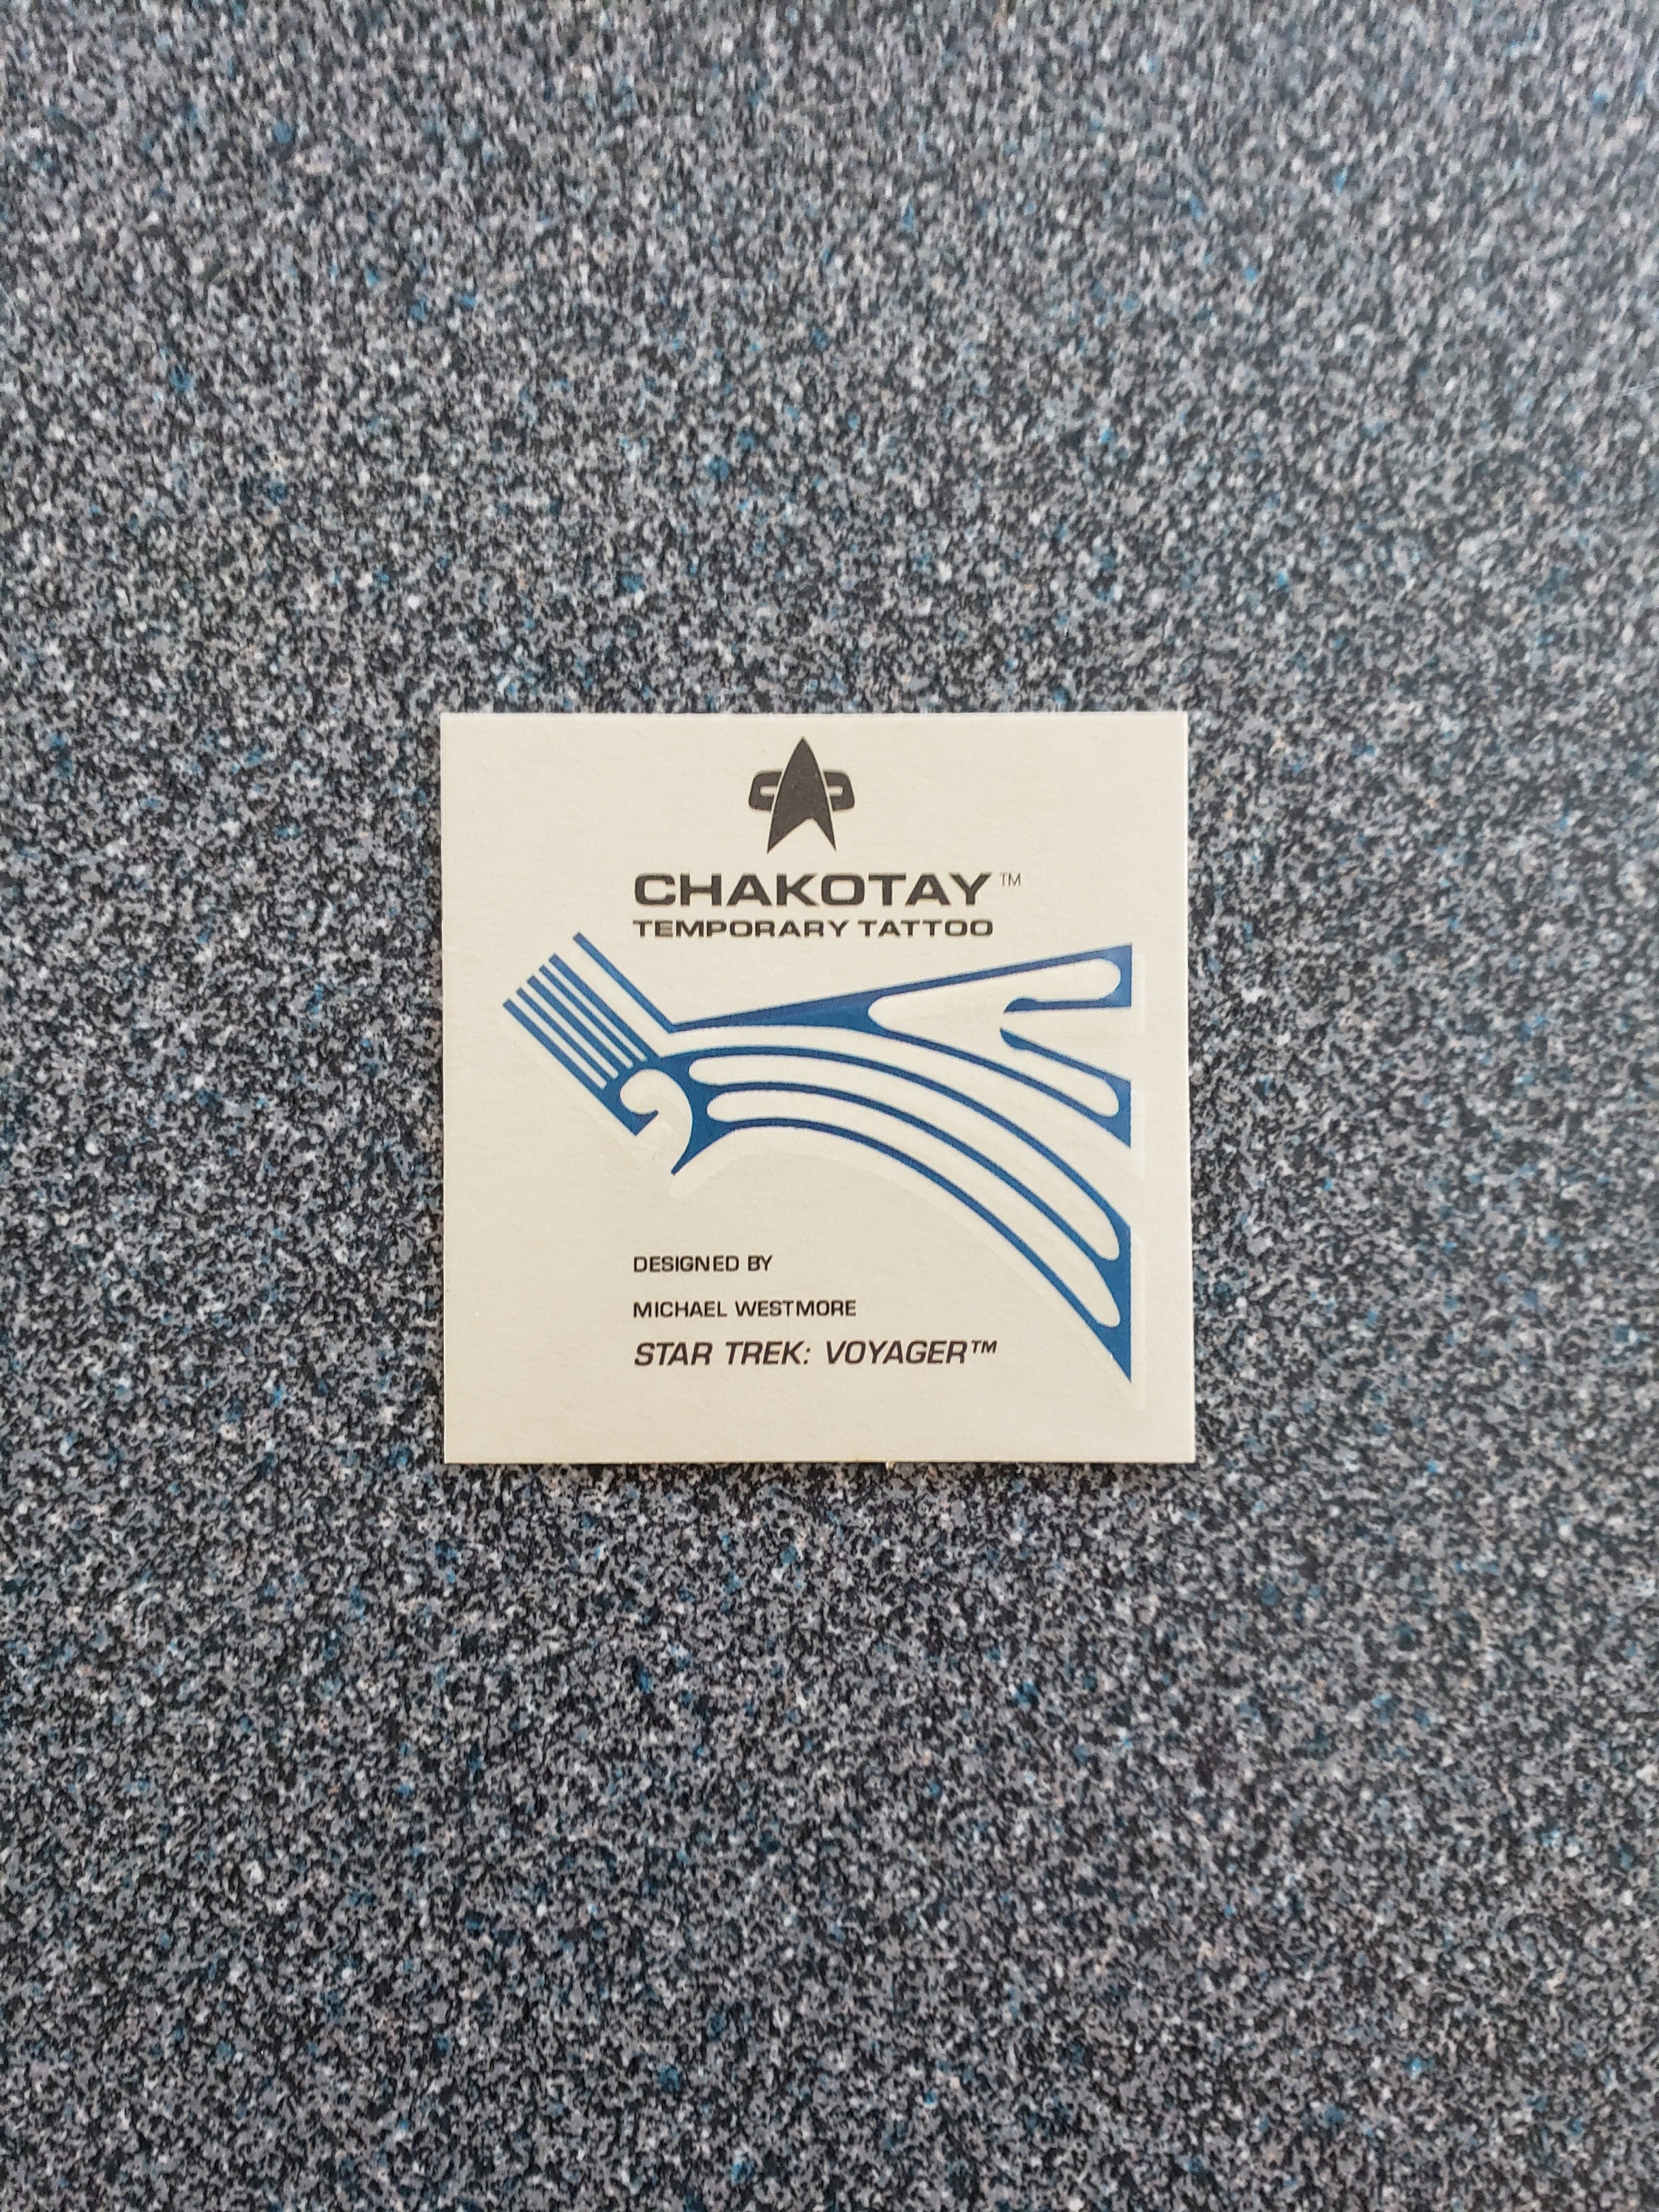 CHAKOTAY™
TEMPORARY TATTOO
DESIGNED BY
MICHAEL WESTMORE
STAR TREK: VOYAGER™